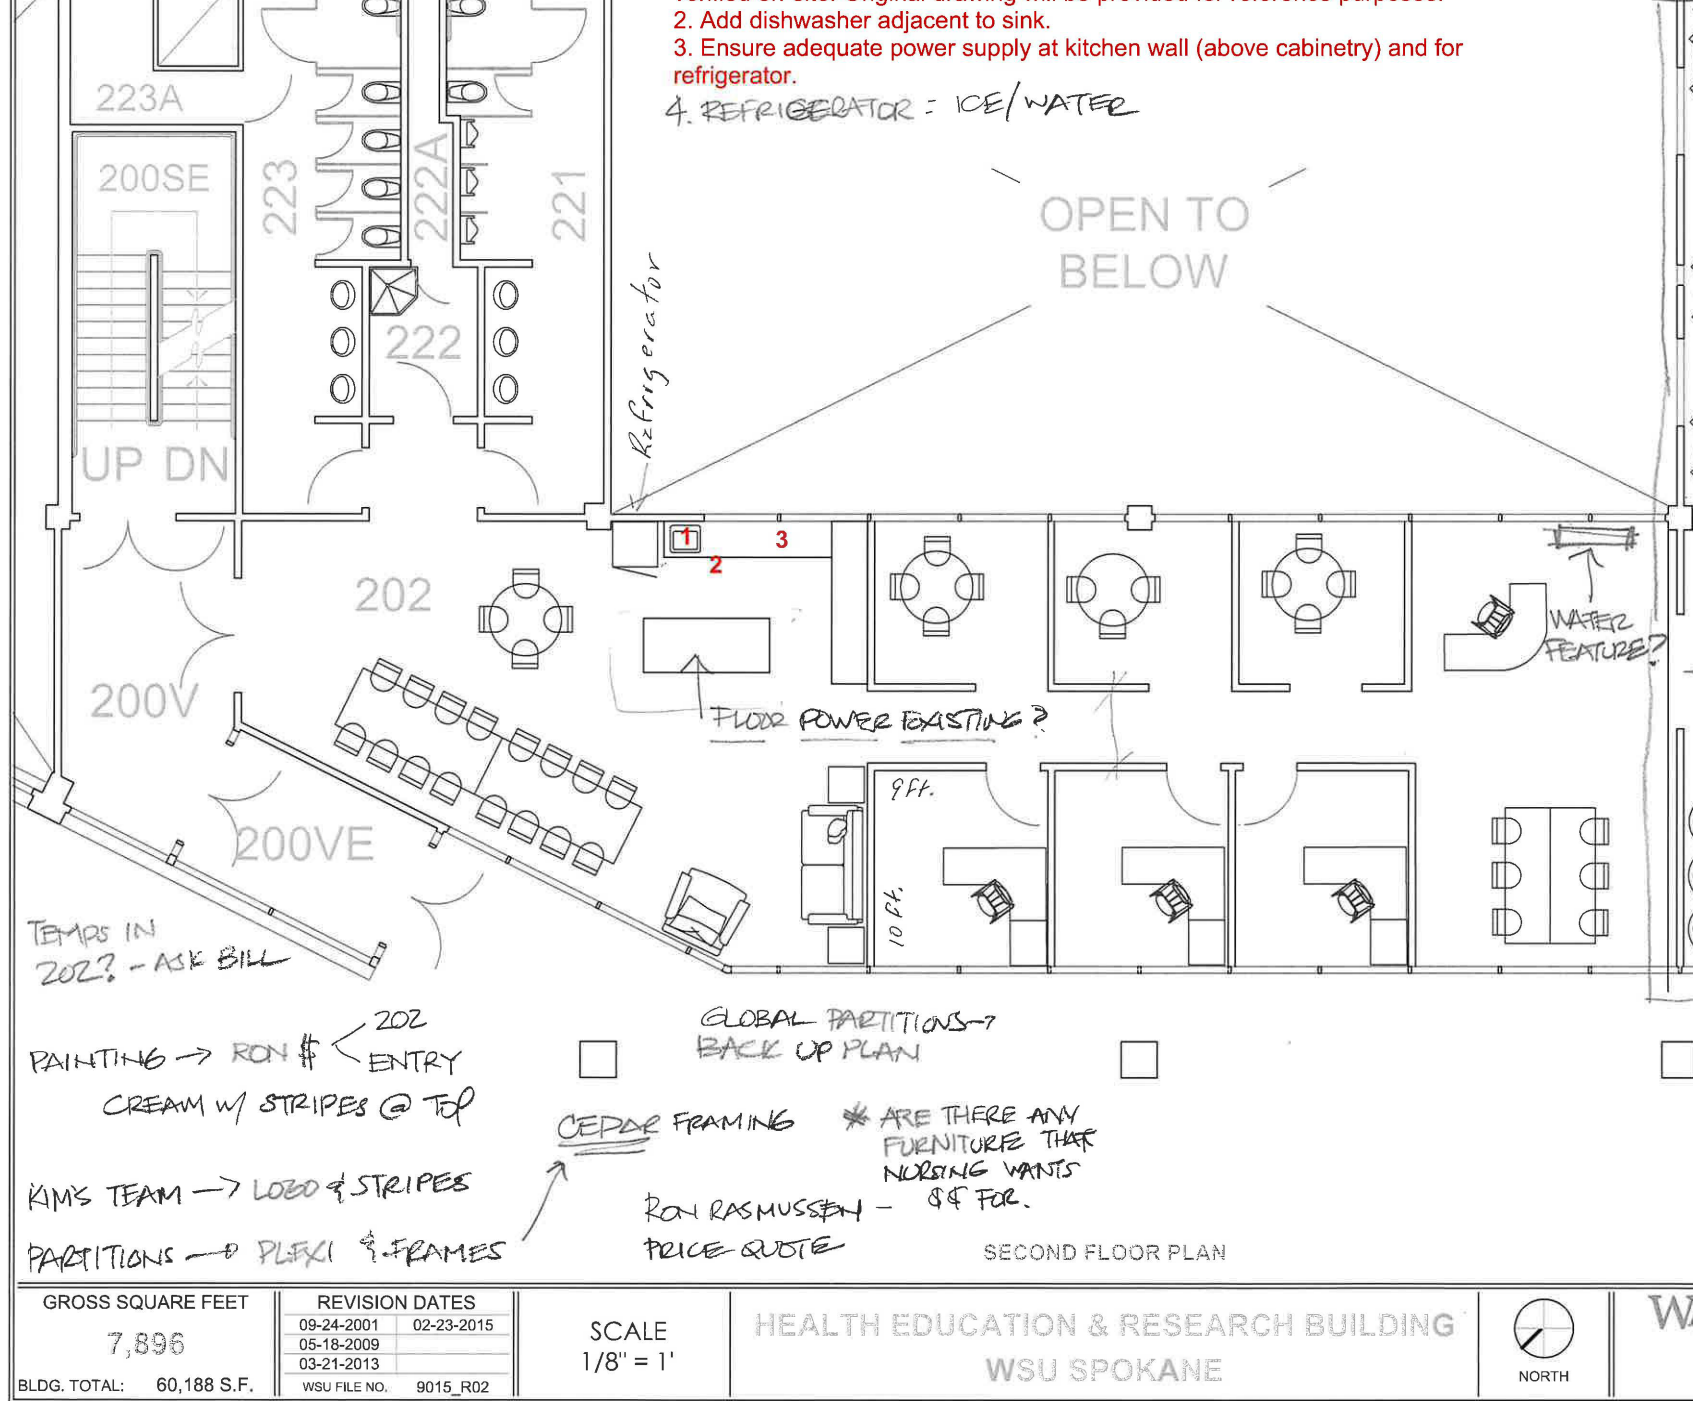 2. Add dishwasher adjacent to sink.
3. Ensure adequate power supply at kitchen wall (above cabinetry) and for
refrigerator.
4. REFRIGERATOR = ICE/WATER
223A
200SE
223
222A
221
OPEN TO
BELOW
Refrigerator
222
UP DN
1
3
2
202
WATER
FEATURE?
200V
FLOOR POWER EXISTING?
9 ft.
200VE
10 ft.
TEMPS IN
202? - ASK BILL
GLOBAL PARTITIONS →
BACK UP PLAN
202
PAINTING → RON $
ENTRY
CREAM W/ STRIPES @ TOP
CEDAR FRAMING
* ARE THERE ANY
FURNITURE THAT
NURSING WANTS
$$ FOR.
KIM'S TEAM → LOGO & STRIPES
RON RASMUSSEN -
PRICE QUOTE
PARTITIONS → PLEXI & FRAMES
SECOND FLOOR PLAN
GROSS SQUARE FEET
7,896
BLDG. TOTAL: 60,188 S.F.
REVISION DATES
09-24-2001 02-23-2015
05-18-2009
03-21-2013
WSU FILE NO. 9015_R02
SCALE
1/8" = 1'
HEALTH EDUCATION & RESEARCH BUILDING
WSU SPOKANE
NORTH